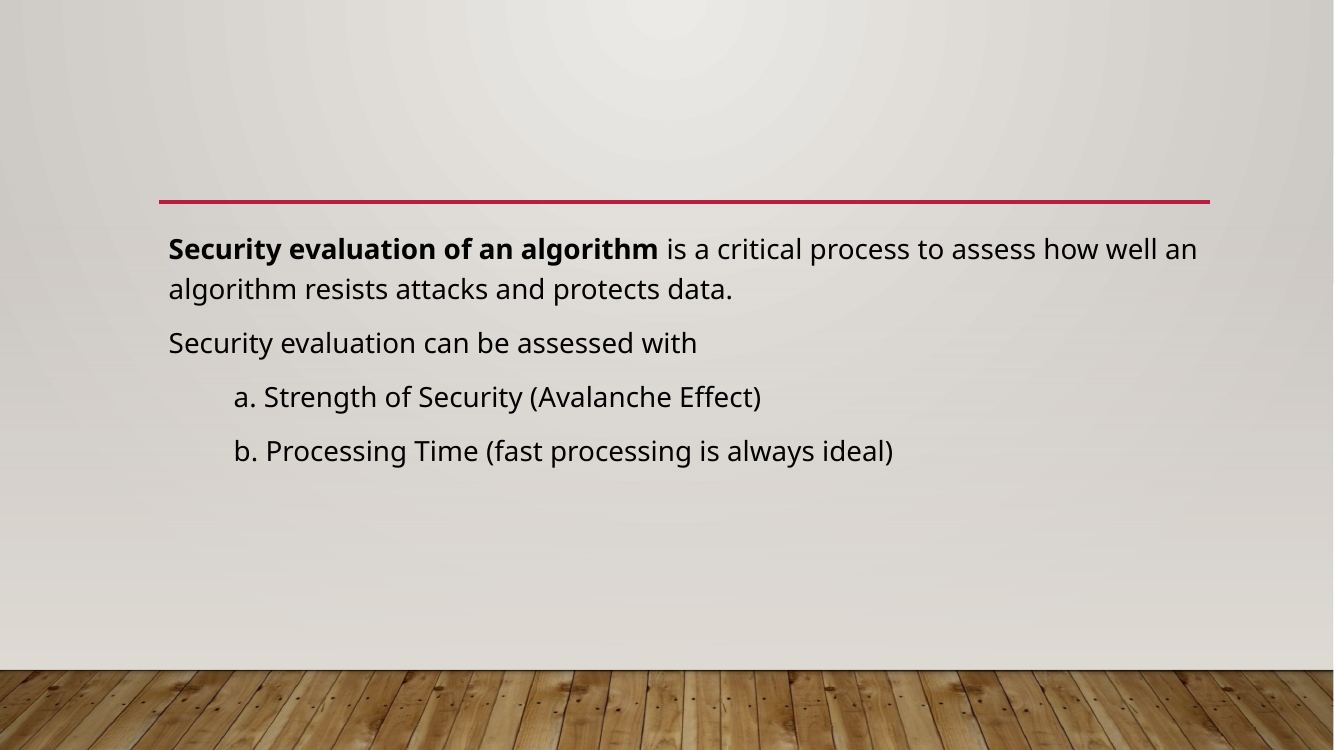 Security evaluation of an algorithm is a critical process to assess how well an
algorithm resists attacks and protects data.
Security evaluation can be assessed with
a. Strength of Security (Avalanche Effect)
b. Processing Time (fast processing is always ideal)